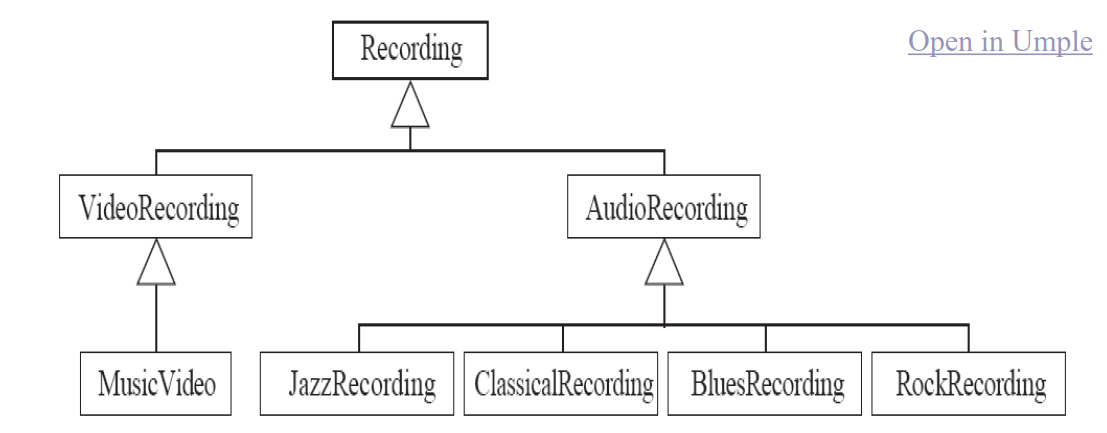 Recording
Open in Umple
VideoRecording
AudioRecording
MusicVideo
JazzRecording
ClassicalRecording
BluesRecording
RockRecording